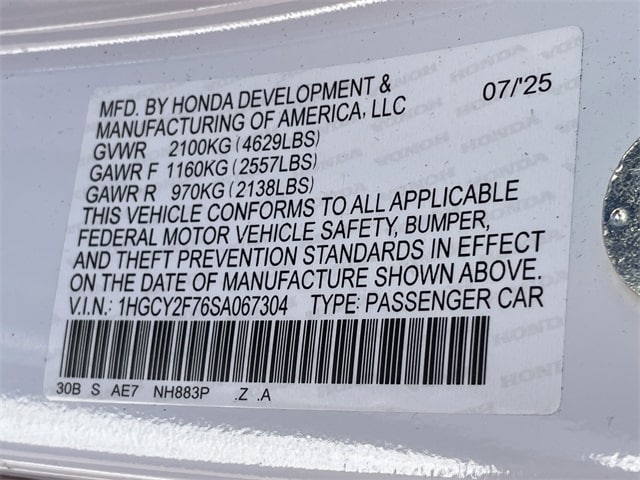 MFD. BY HONDA DEVELOPMENT & 07/'25
MANUFACTURING OF AMERICA, LLC
GVWR 2100KG (4629LBS)
GAWR F 1160KG (2557LBS)
GAWR R 970KG (2138LBS)
THIS VEHICLE CONFORMS TO ALL APPLICABLE
FEDERAL MOTOR VEHICLE SAFETY, BUMPER,
AND THEFT PREVENTION STANDARDS IN EFFECT
ON THE DATE OF MANUFACTURE SHOWN ABOVE.
V.I.N.: 1HGCY2F76SA067304 TYPE: PASSENGER CAR
30B S AE7 NH883P .Z .A